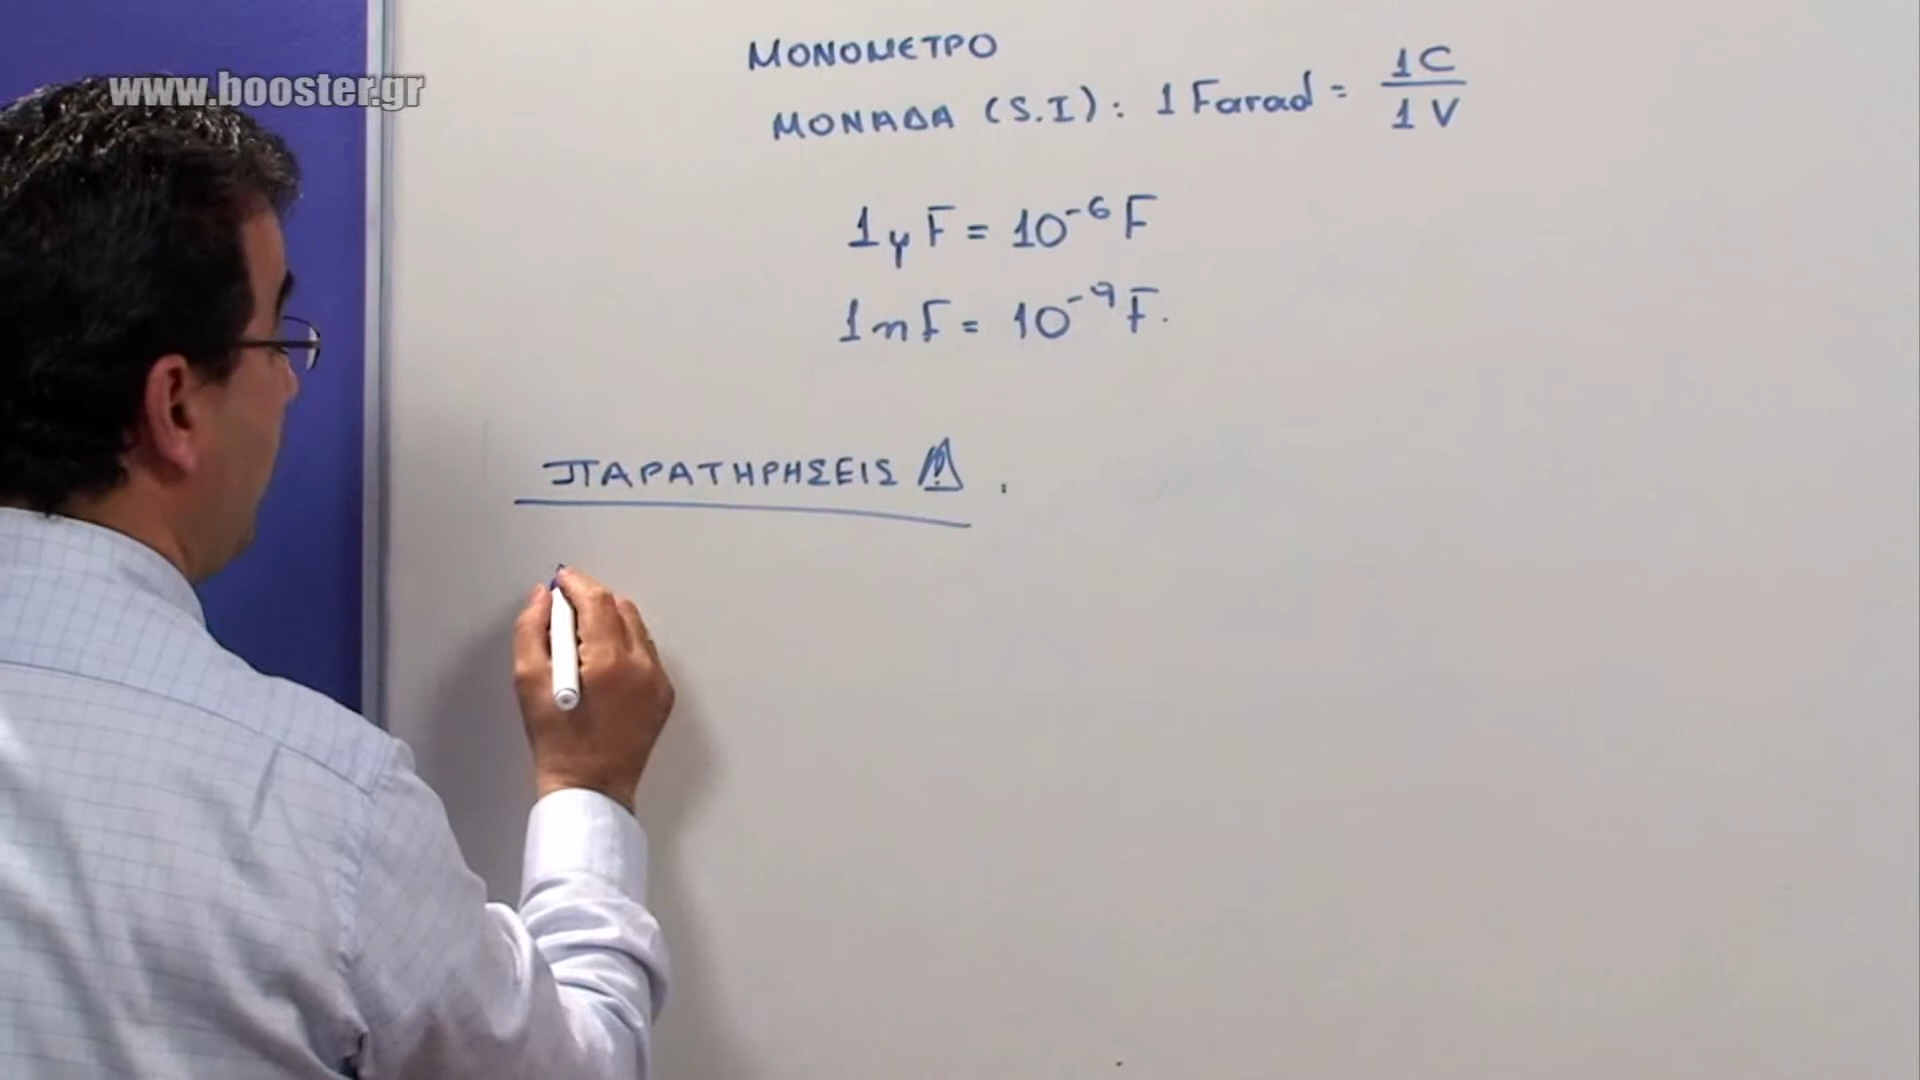 www.booster.gr
ΜΟΝΟΜΕΤΡΟ
ΜΟΝΑΔΑ (S.I): 1 Farad = 1C / 1V
1μF = 10⁻⁶ F
1nF = 10⁻⁹ F.
ΠΑΡΑΤΗΡΗΣΕΙΣ